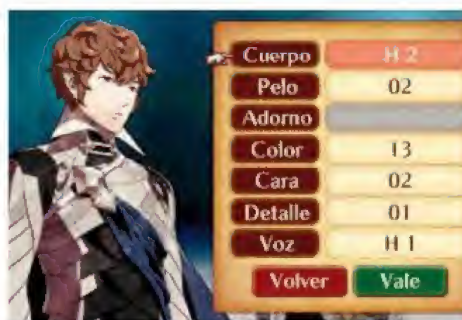 Cuerpo H 2
Pelo 02
Adorno
Color 13
Cara 02
Detalle 01
Voz H 1
Volver Vale